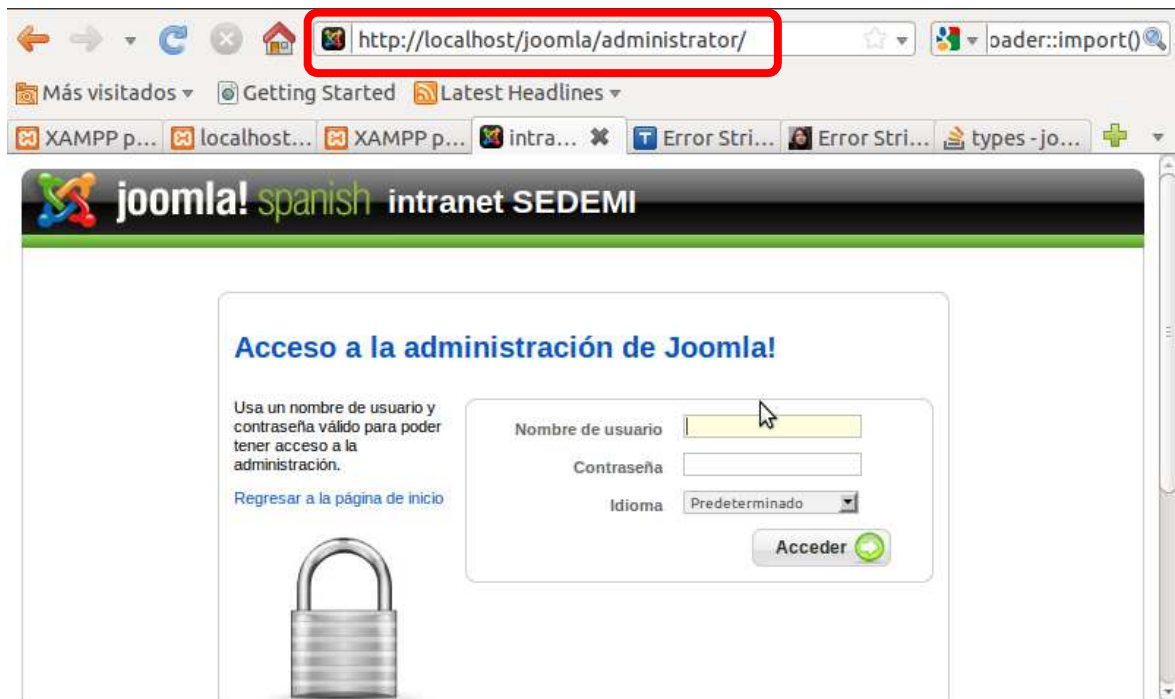 http://localhost/joomla/administrator/
oader::import()
Más visitados Getting Started Latest Headlines
XAMPP p... localhost... XAMPP p... intra... Error Stri... Error Stri... types - jo...
joomla! spanish intranet SEDEMI
Acceso a la administración de Joomla!
Usa un nombre de usuario y
contraseña válido para poder
tener acceso a la
administración.
Regresar a la página de inicio
Nombre de usuario
Contraseña
Idioma Predeterminado
Acceder